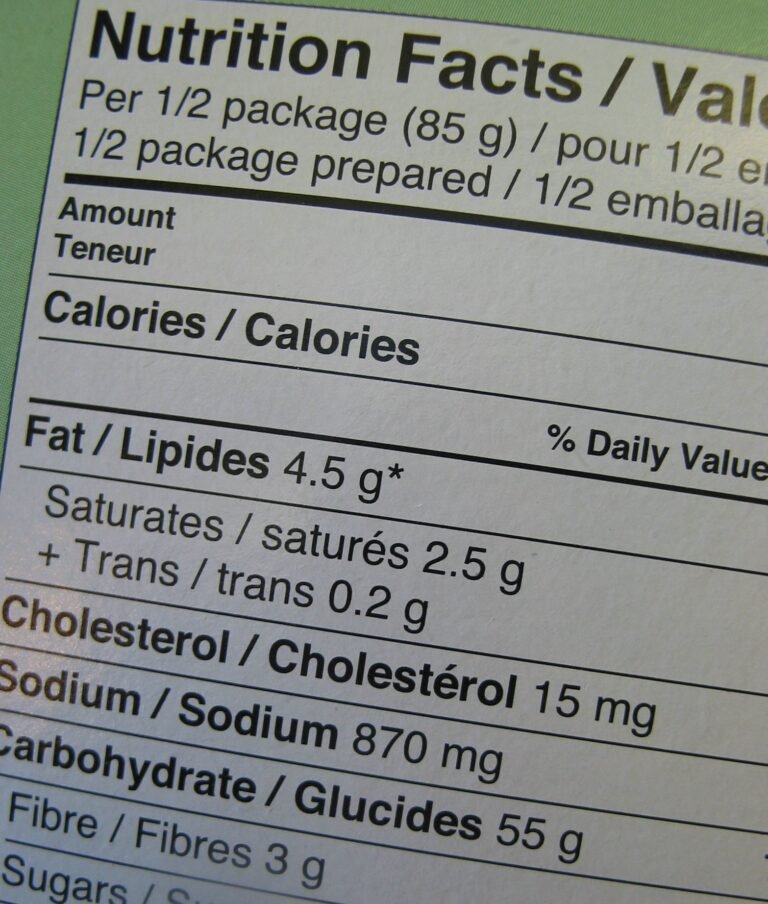 Nutrition Facts /
Per 1/2 package (85 g) / pour 1/2
1/2 package prepared / 1/2
Amount
Teneur
Calories / Calories
% Daily Value
Fat / Lipides 4.5 g*
Saturates / saturés 2.5 g
+ Trans / trans 0.2 g
Cholesterol / Cholestérol 15 mg
Sodium / Sodium 870 mg
Carbohydrate / Glucides 55 g
Fibre / Fibres 3 g
Sugars /